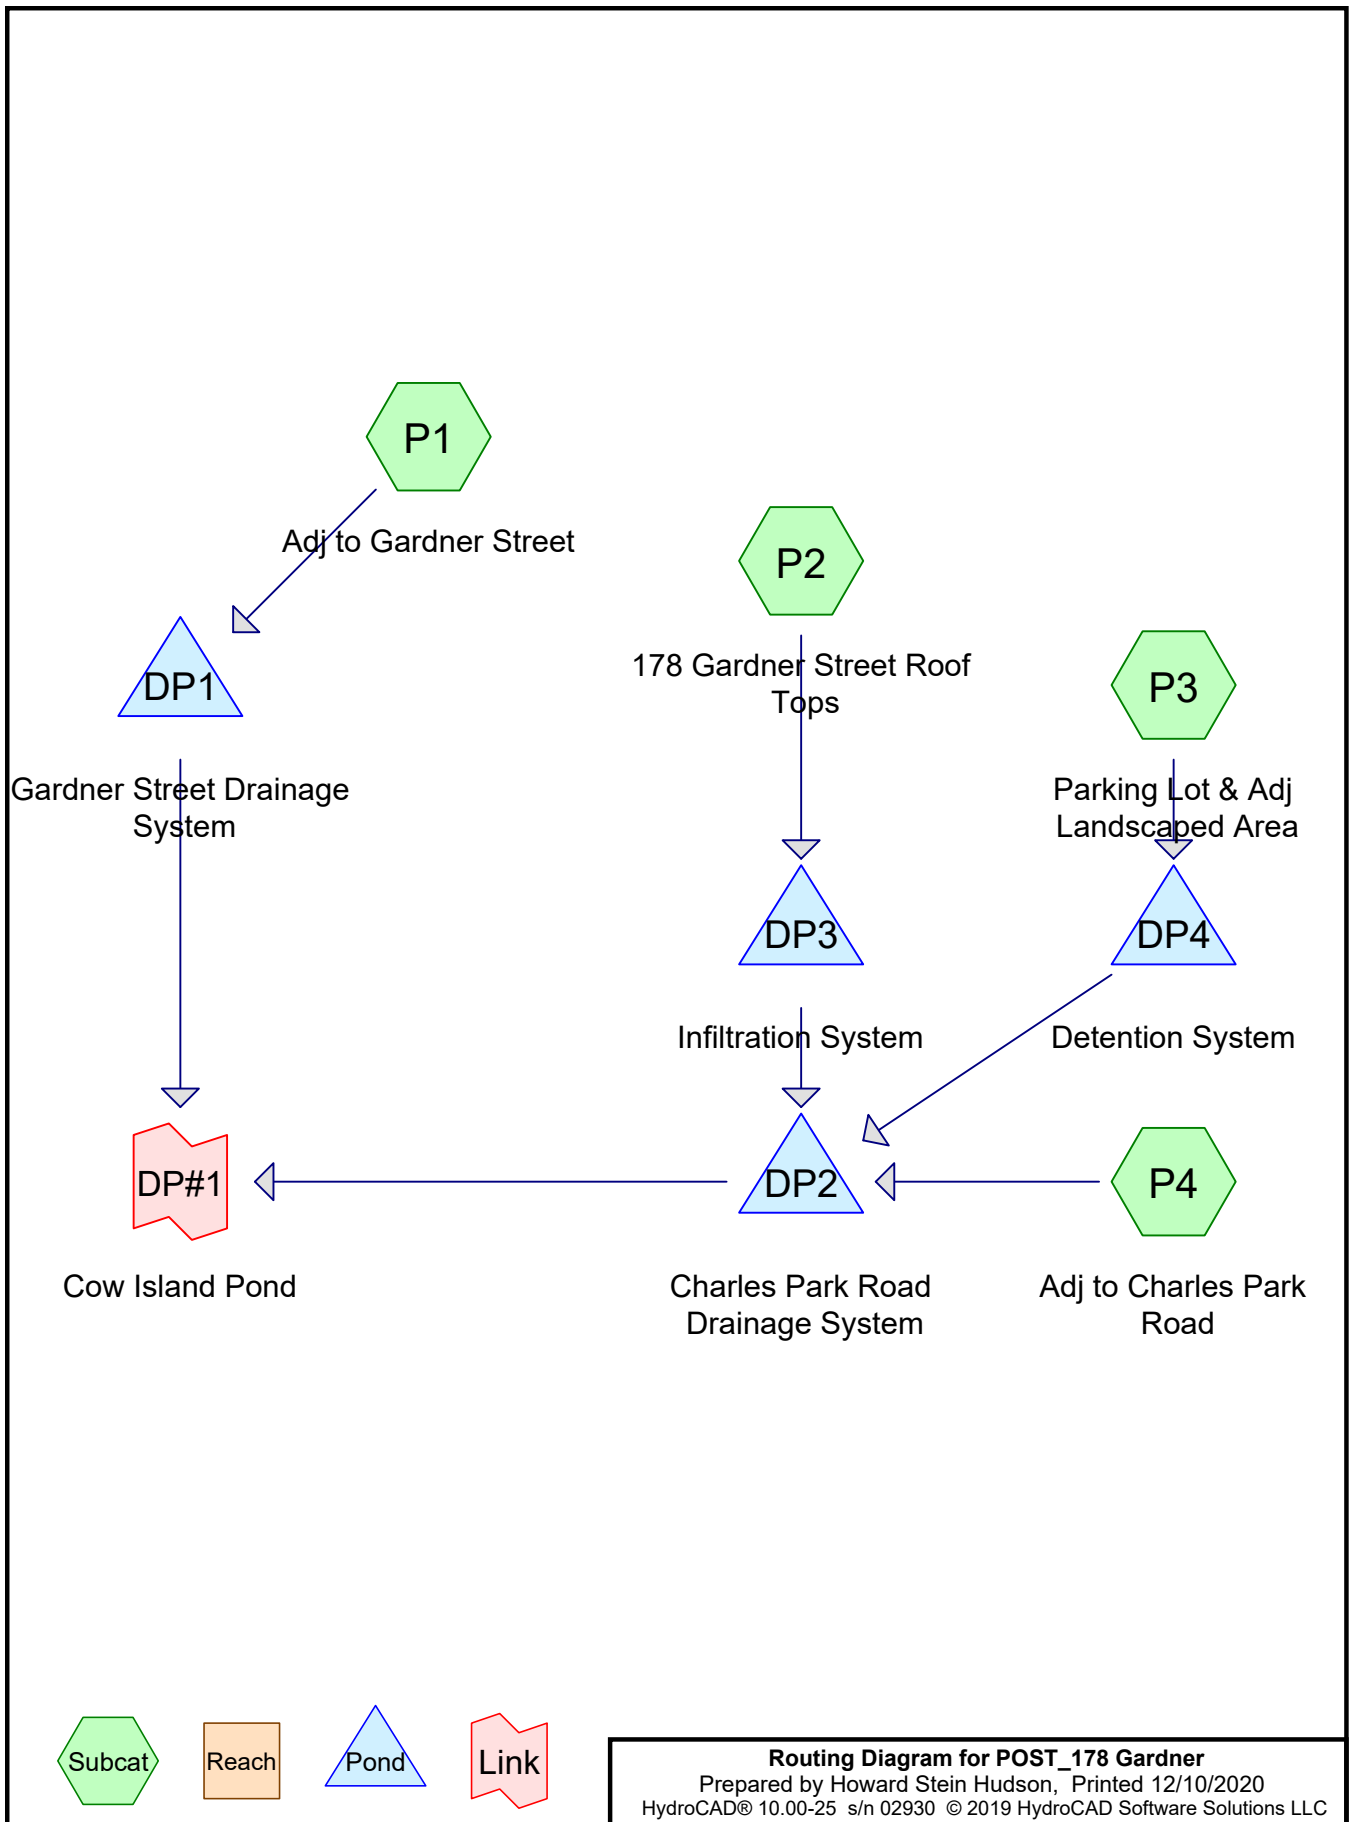 P1
Adj to Gardner Street
P2
178 Gardner Street Roof
Tops
P3
Parking Lot & Adj
Landscaped Area
DP1
Gardner Street Drainage
System
DP3
Infiltration System
DP4
Detention System
DP#1
Cow Island Pond
DP2
Charles Park Road
Drainage System
P4
Adj to Charles Park
Road
Subcat
Reach
Pond
Link
Routing Diagram for POST_178 Gardner
Prepared by Howard Stein Hudson, Printed 12/10/2020
HydroCAD® 10.00-25 s/n 02930 © 2019 HydroCAD Software Solutions LLC